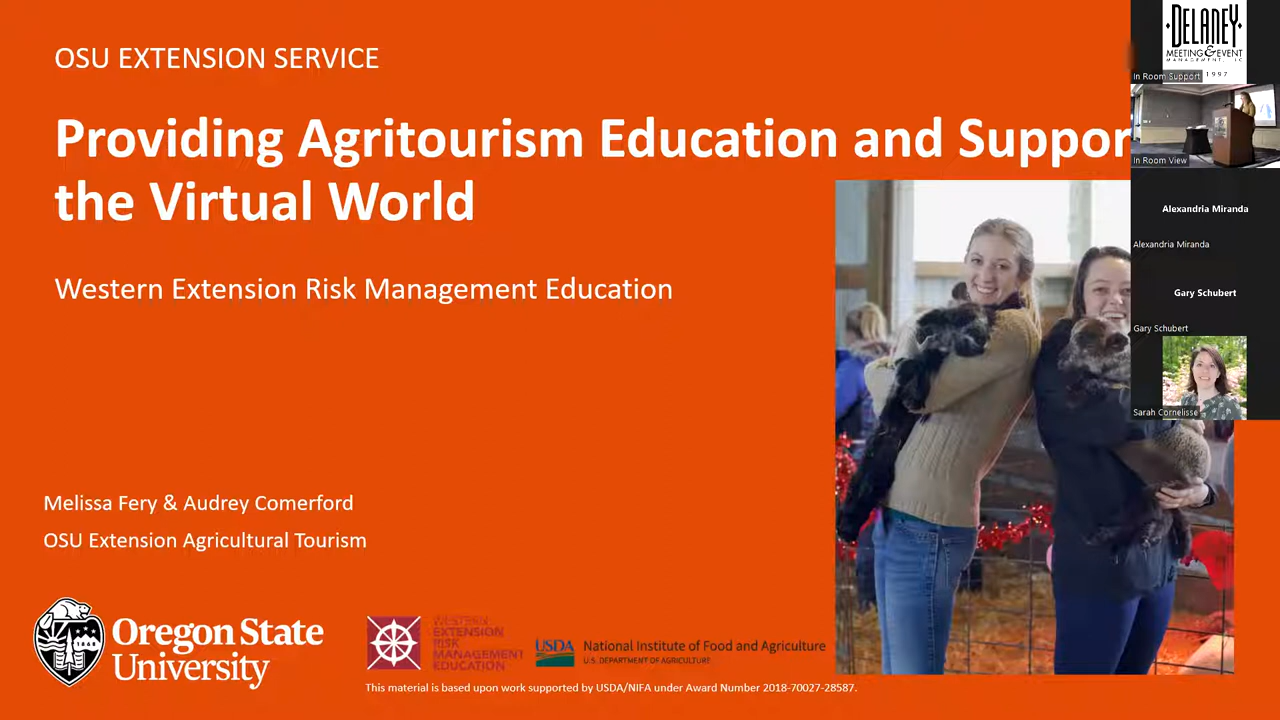 OSU EXTENSION SERVICE
Providing Agritourism Education and Suppor
the Virtual World
Western Extension Risk Management Education
Melissa Fery & Audrey Comerford
OSU Extension Agricultural Tourism
Oregon State
University
WESTERN
EXTENSION
RISK
MANAGEMENT
EDUCATION
USDA
National Institute of Food and Agriculture
U.S. DEPARTMENT OF AGRICULTURE
This material is based upon work supported by USDA/NIFA under Award Number 2018-70027-28587.
DELANEY
MEETING & EVENT
MANAGEMENT, LLC
1997
In Room Support
In Room View
Alexandria Miranda
Alexandria Miranda
Gary Schubert
Gary Schubert
Sarah Cornelisse